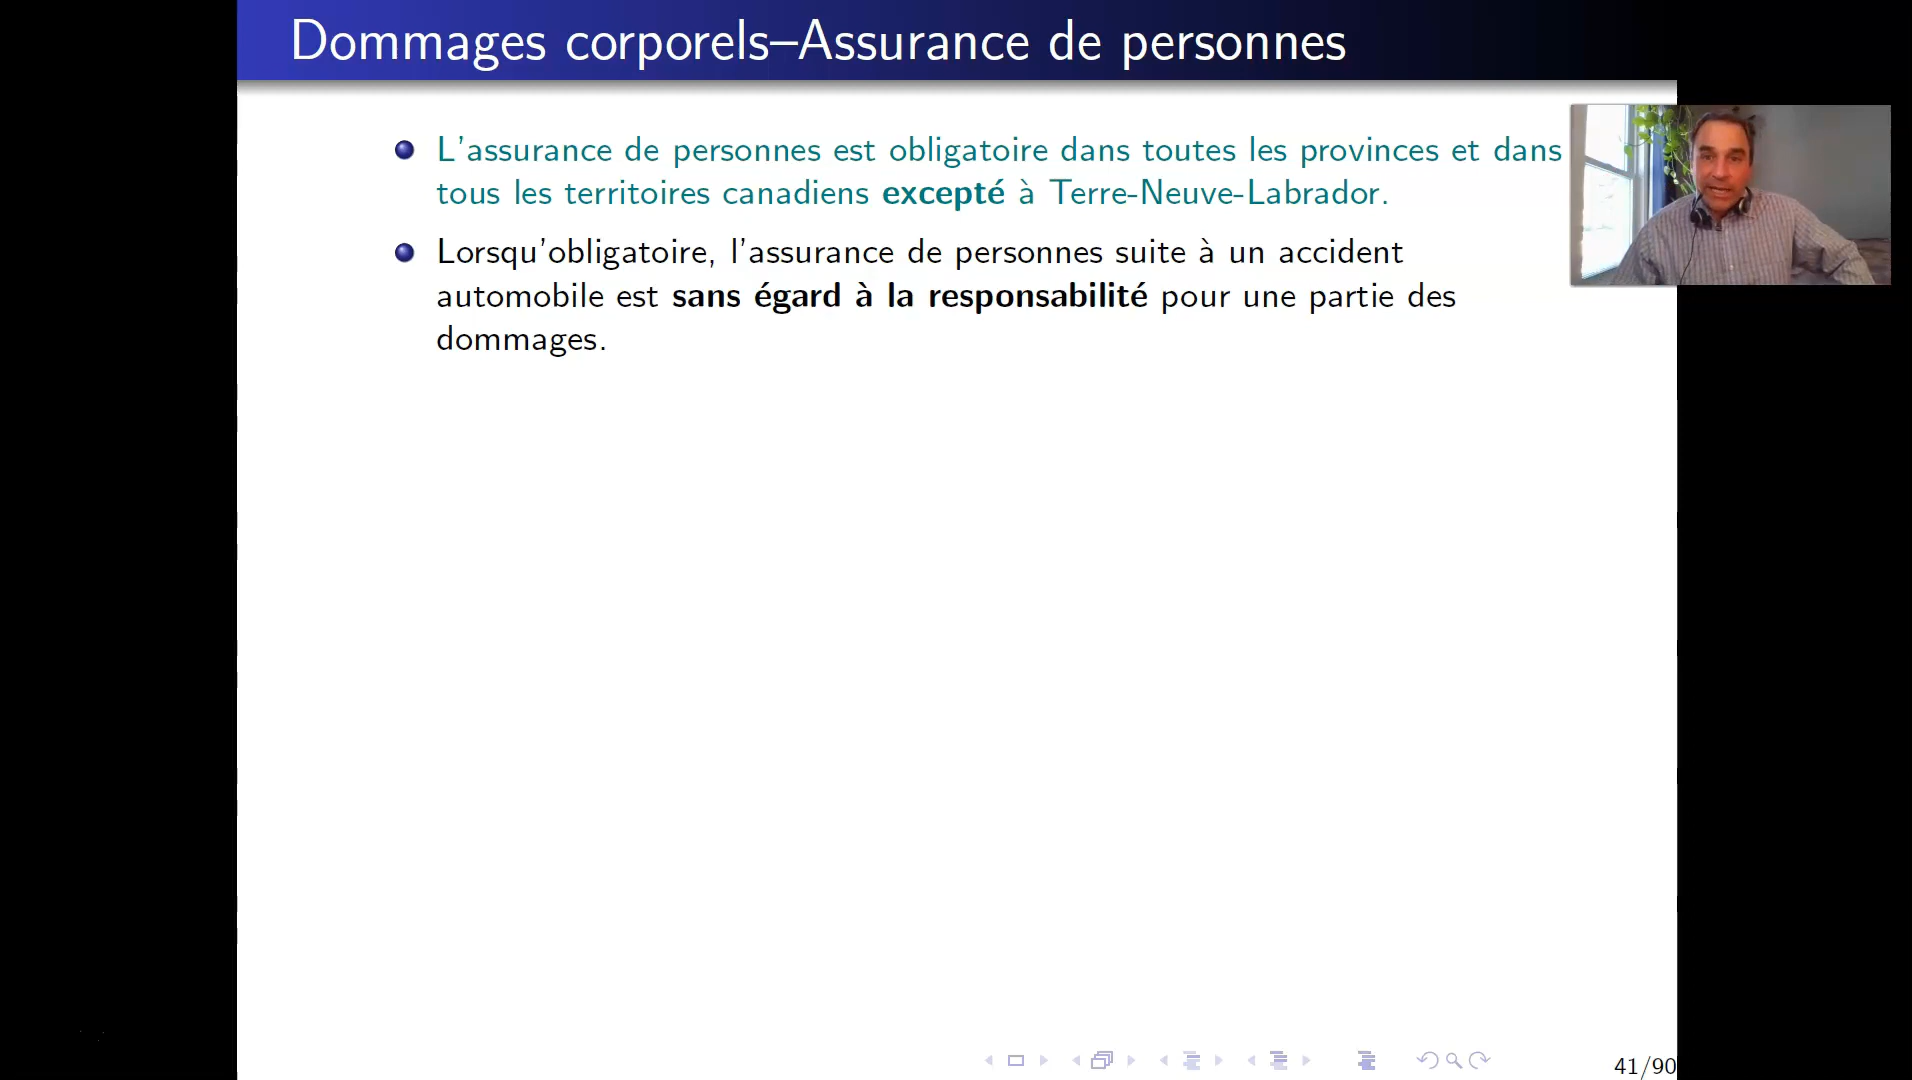 Dommages corporels–Assurance de personnes
L'assurance de personnes est obligatoire dans toutes les provinces et dans
tous les territoires canadiens excepté à Terre-Neuve-Labrador.
Lorsqu'obligatoire, l'assurance de personnes suite à un accident
automobile est sans égard à la responsabilité pour une partie des
dommages.
41/90